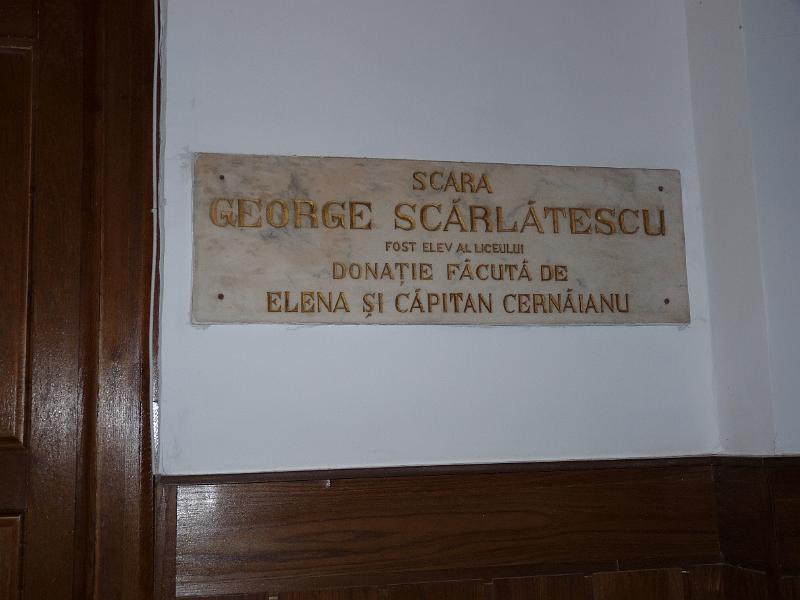 SCARA
GEORGE SCĂRLĂTESCU
FOST ELEV AL LICEULUI
DONAȚIE FĂCUTĂ DE
ELENA ȘI CĂPITAN CERNĂIANU